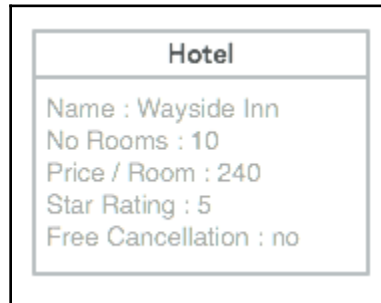 Hotel
Name : Wayside Inn
No Rooms : 10
Price / Room : 240
Star Rating : 5
Free Cancellation : no